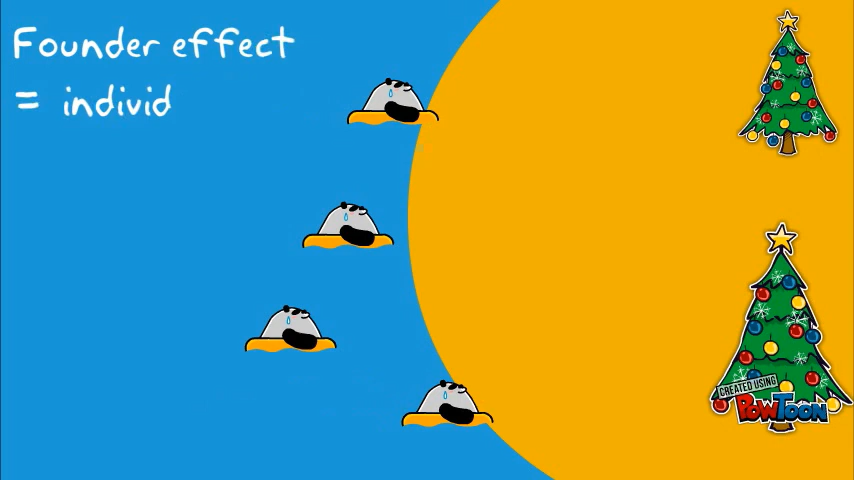 Founder effect
= individ
CREATED USING
POWTOON